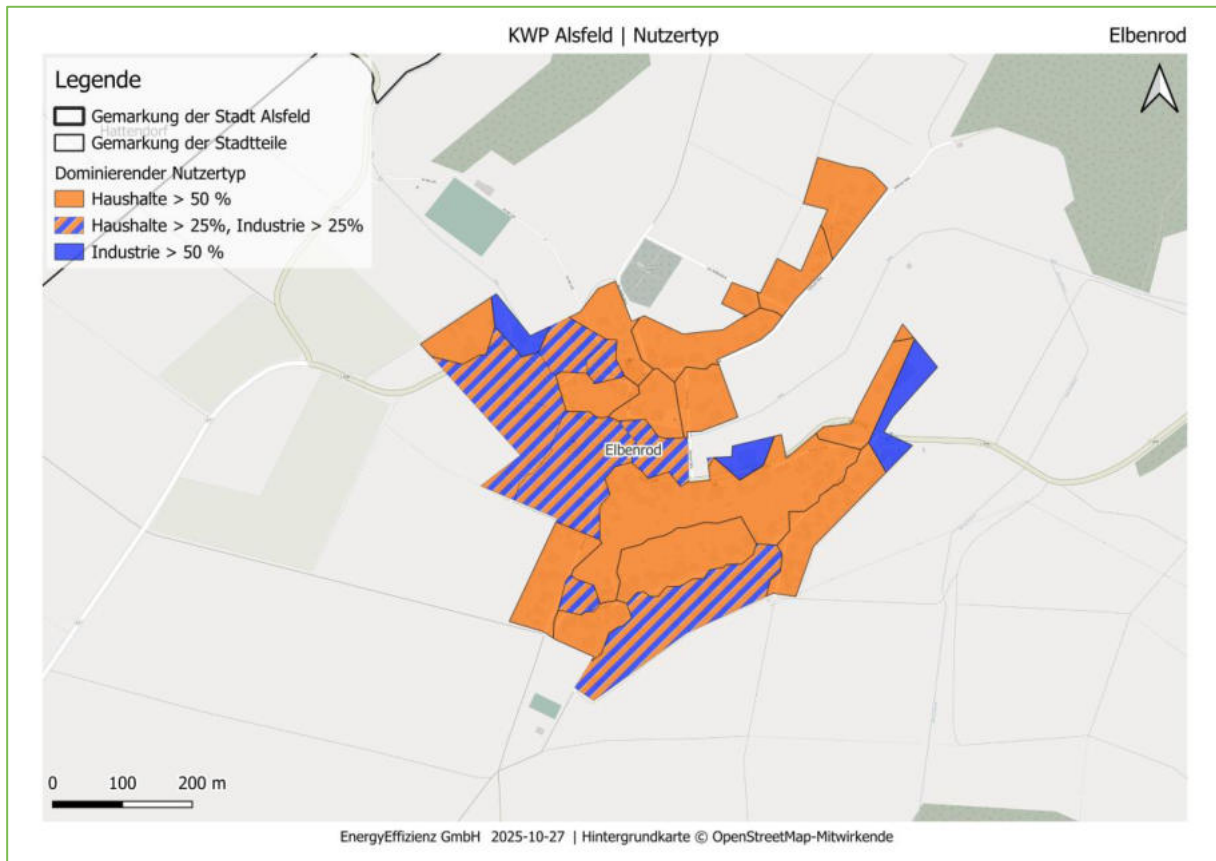 KWP Alsfeld | Nutzertyp
Elbenrod
Legende
Gemarkung der Stadt Alsfeld
Hattendorf
Gemarkung der Stadtteile
Dominierender Nutzertyp
Haushalte > 50 %
Haushalte > 25%, Industrie > 25%
Industrie > 50 %
Elbenrod
0 100 200 m
EnergyEffizienz GmbH 2025-10-27 | Hintergrundkarte © OpenStreetMap-Mitwirkende